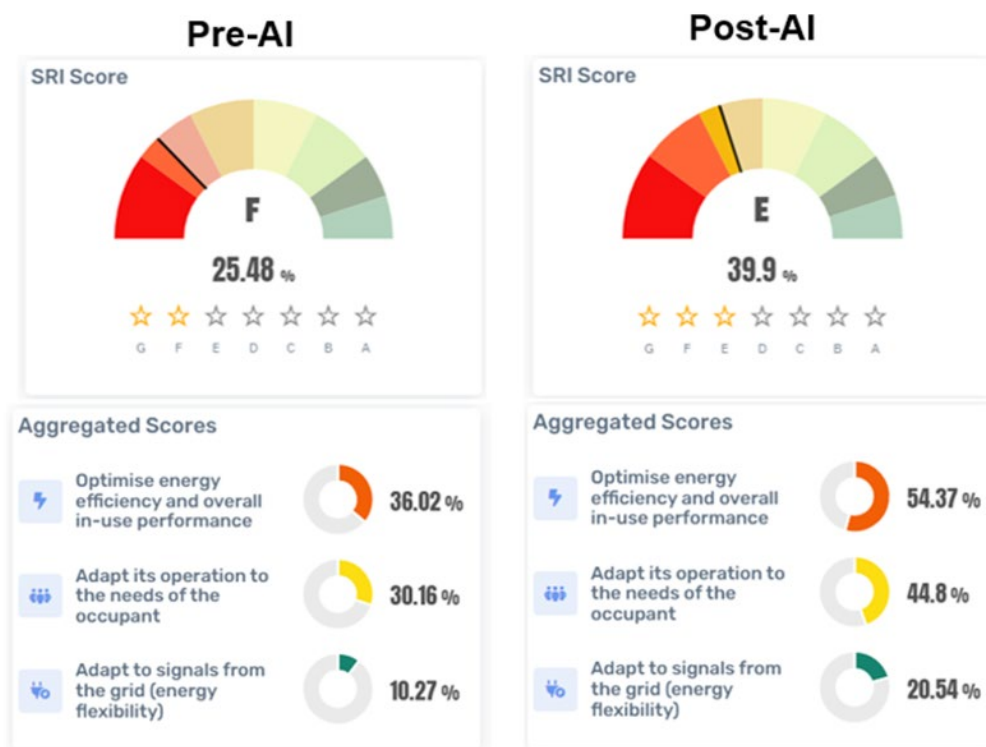 Pre-AI
SRI Score
F
25.48 %
G F E D C B A
Aggregated Scores
Optimise energy
efficiency and overall
in-use performance
36.02 %
Adapt its operation to
the needs of the
occupant
30.16 %
Adapt to signals from
the grid (energy
flexibility)
10.27 %
Post-AI
SRI Score
E
39.9 %
G F E D C B A
Aggregated Scores
Optimise energy
efficiency and overall
in-use performance
54.37 %
Adapt its operation to
the needs of the
occupant
44.8 %
Adapt to signals from
the grid (energy
flexibility)
20.54 %